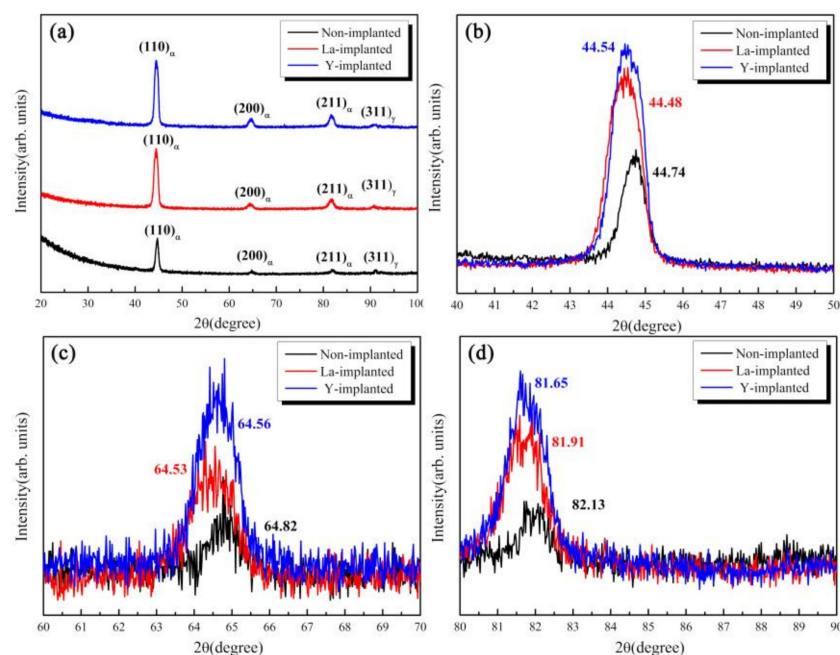 (a)
Non-implanted
La-implanted
Y-implanted
(110)α
(200)α
(211)α
(311)γ
(110)α
(200)α
(211)α
(311)γ
(110)α
(200)α
(211)α
(311)γ
Intensity(arb. units)
20 30 40 50 60 70 80 90 100
2θ(degree)
(b)
Non-implanted
La-implanted
Y-implanted
44.54
44.48
44.74
Intensity(arb. units)
40 41 42 43 44 45 46 47 48 49 50
2θ(degree)
(c)
Non-implanted
La-implanted
Y-implanted
64.56
64.53
64.82
Intensity(arb. units)
60 61 62 63 64 65 66 67 68 69 70
2θ(degree)
(d)
Non-implanted
La-implanted
Y-implanted
81.65
81.91
82.13
Intensity(arb. units)
80 81 82 83 84 85 86 87 88 89 90
2θ(degree)